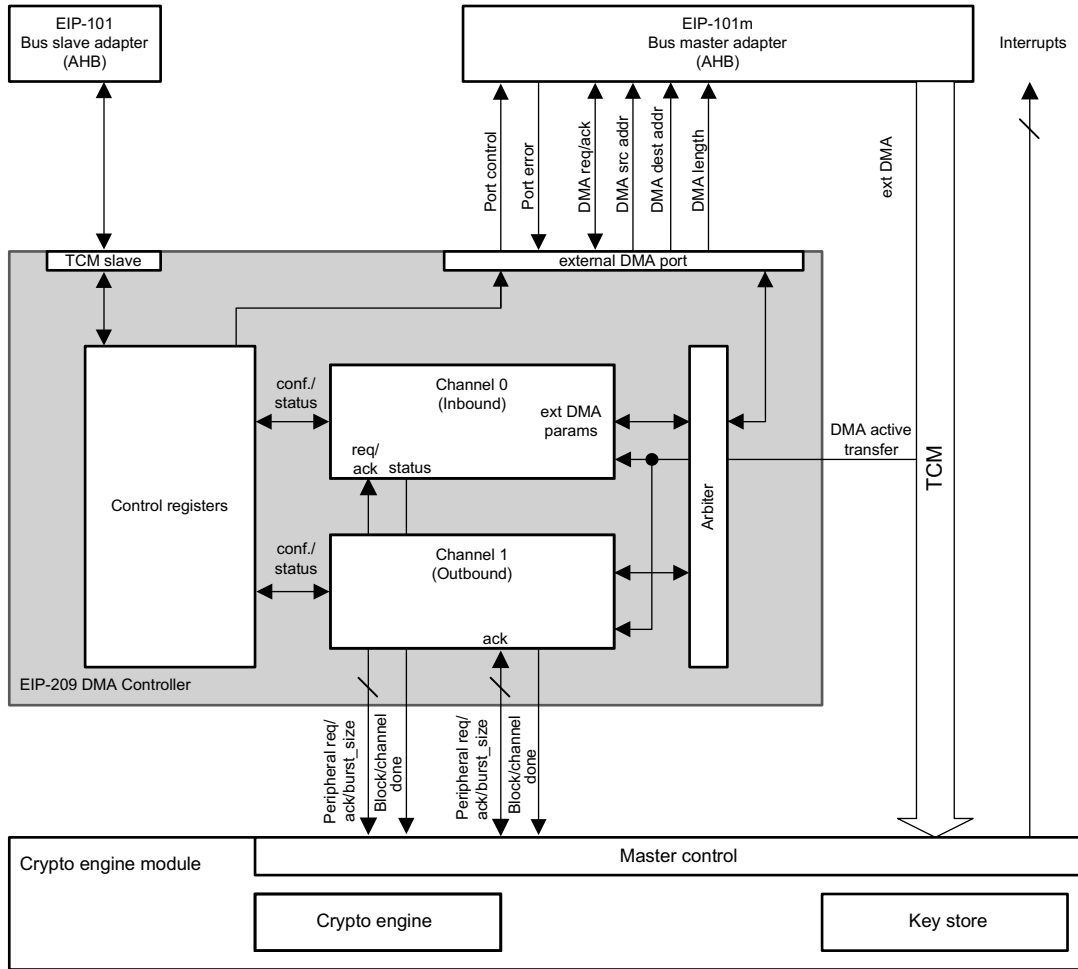 EIP-101
Bus slave adapter
(AHB)
EIP-101m
Bus master adapter
(AHB)
Interrupts
Port control
Port error
DMA req/ack
DMA src addr
DMA dest addr
DMA length
ext DMA
TCM slave
external DMA port
Control registers
conf./
status
Channel 0
(Inbound)
ext DMA
params
req/
ack
status
Arbiter
DMA active
transfer
TCM
conf./
status
Channel 1
(Outbound)
ack
EIP-209 DMA Controller
Peripheral req/
ack/burst_size
Block/channel
done
Peripheral req/
ack/burst_size
Block/channel
done
Crypto engine module
Master control
Crypto engine
Key store